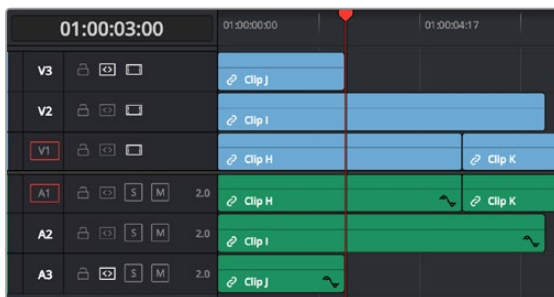 01:00:03:00 01:00:00:00 01:00:04:17
V3 Clip J
V2 Clip I
V1 Clip H Clip K
A1 S M 2.0 Clip H Clip K
A2 S M 2.0 Clip I
A3 S M 2.0 Clip J